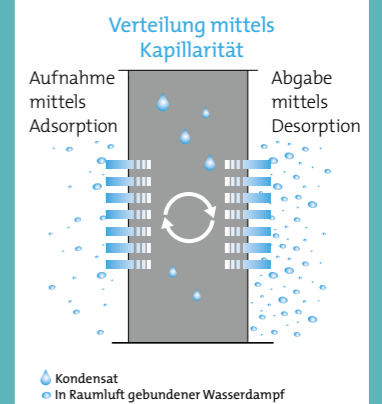 Verteilung mittels
Kapillarität
Aufnahme
mittels
Adsorption
Abgabe
mittels
Desorption
Kondensat
In Raumluft gebundener Wasserdampf